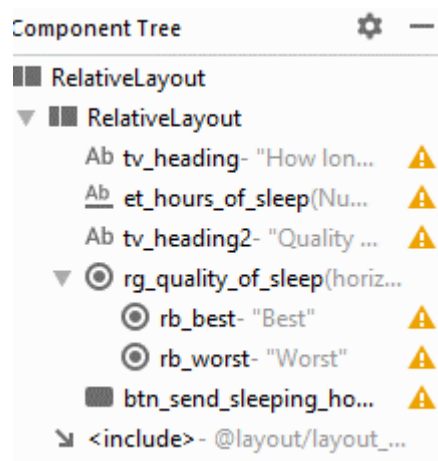 Component Tree
RelativeLayout
RelativeLayout
Ab tv_heading- "How lon...
Ab et_hours_of_sleep(Nu...
Ab tv_heading2- "Quality ...
rg_quality_of_sleep(horiz...
rb_best- "Best"
rb_worst- "Worst"
btn_send_sleeping_ho...
<include>- @layout/layout_...